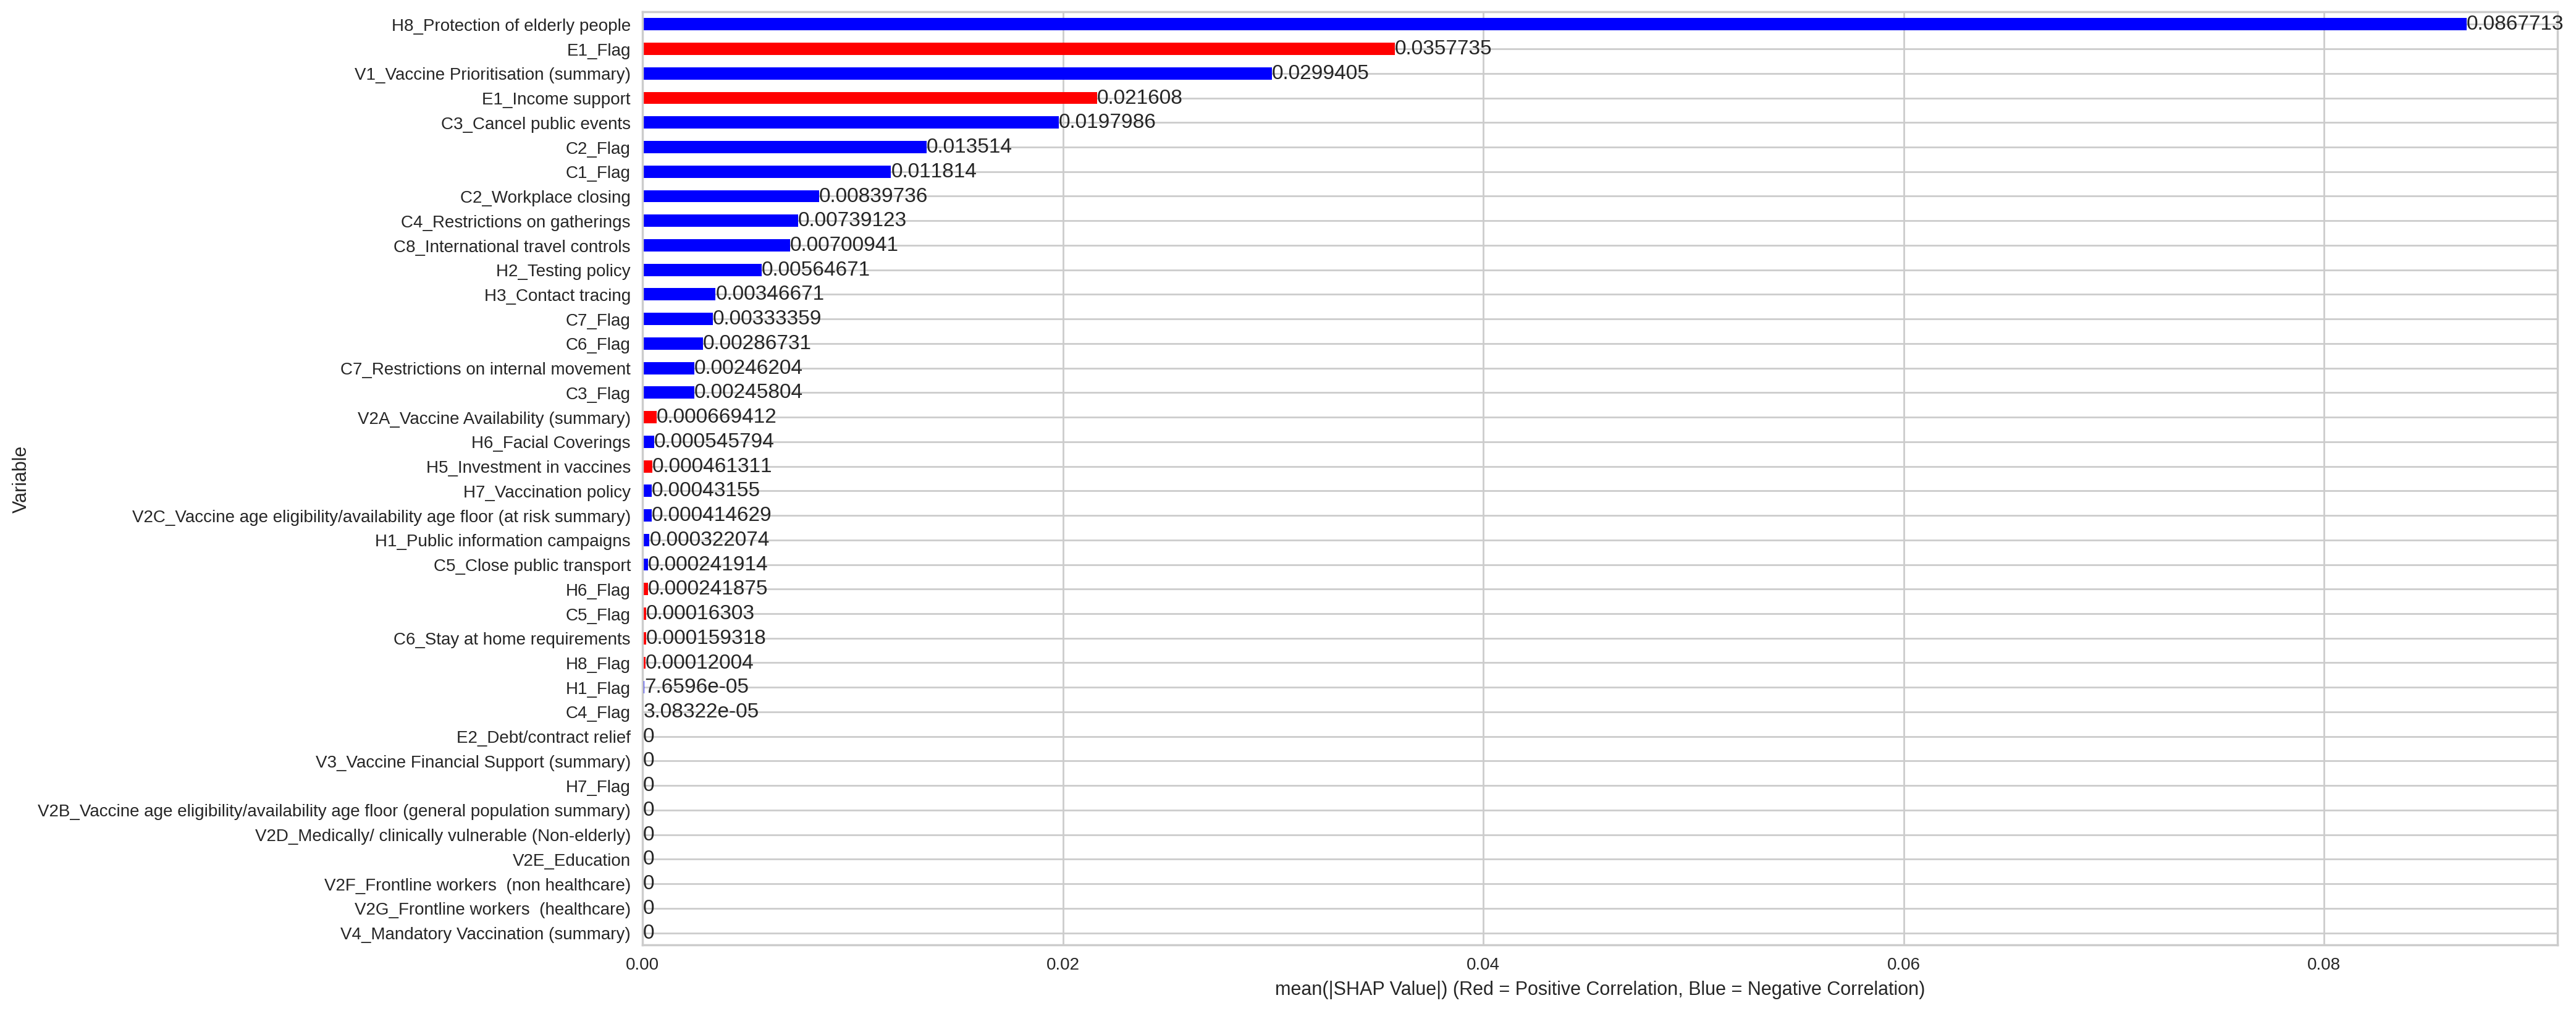 H8_Protection of elderly people 0.0867713
E1_Flag 0.0357735
V1_Vaccine Prioritisation (summary) 0.0299405
E1_Income support 0.021608
C3_Cancel public events 0.0197986
C2_Flag 0.013514
C1_Flag 0.011814
C2_Workplace closing 0.00839736
C4_Restrictions on gatherings 0.00739123
C8_International travel controls 0.00700941
H2_Testing policy 0.00564671
H3_Contact tracing 0.00346671
C7_Flag 0.00333359
C6_Flag 0.00286731
C7_Restrictions on internal movement 0.00246204
C3_Flag 0.00245804
V2A_Vaccine Availability (summary) 0.000669412
H6_Facial Coverings 0.000545794
H5_Investment in vaccines 0.000461311
H7_Vaccination policy 0.00043155
V2C_Vaccine age eligibility/availability age floor (at risk summary) 0.000414629
H1_Public information campaigns 0.000322074
C5_Close public transport 0.000241914
H6_Flag 0.000241875
C5_Flag 0.00016303
C6_Stay at home requirements 0.000159318
H8_Flag 0.00012004
H1_Flag 7.6596e-05
C4_Flag 3.08322e-05
E2_Debt/contract relief 0
V3_Vaccine Financial Support (summary) 0
H7_Flag 0
V2B_Vaccine age eligibility/availability age floor (general population summary) 0
V2D_Medically/ clinically vulnerable (Non-elderly) 0
V2E_Education 0
V2F_Frontline workers  (non healthcare) 0
V2G_Frontline workers  (healthcare) 0
V4_Mandatory Vaccination (summary) 0
Variable
0.00 0.02 0.04 0.06 0.08
mean(|SHAP Value|) (Red = Positive Correlation, Blue = Negative Correlation)